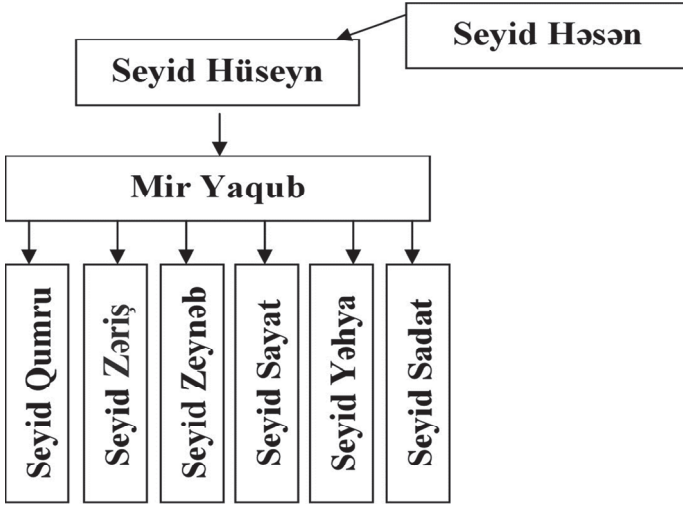 Seyid Həsən
Seyid Hüseyn
Mir Yaqub
Seyid Qumru
Seyid Zəriş
Seyid Zeynəb
Seyid Sayat
Seyid Yəhya
Seyid Sadat